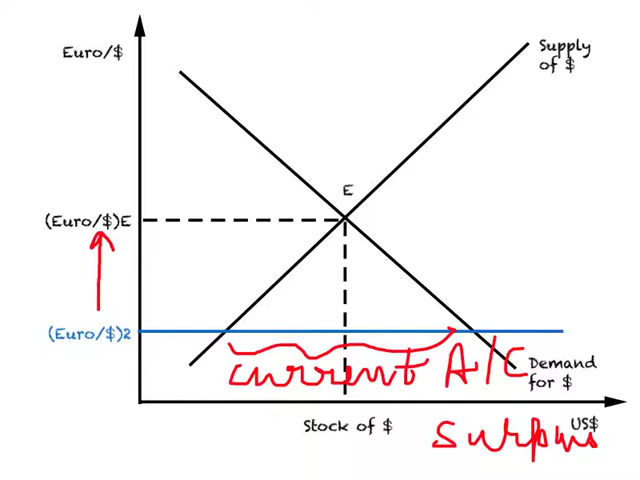 Euro/$
Supply
of $
E
(Euro/$)E
(Euro/$)2
current A/C
Demand
for $
Stock of $
US$
Surplus